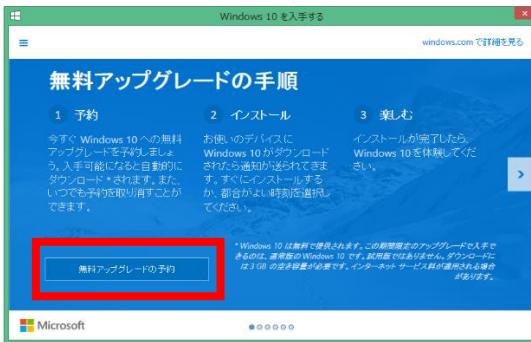 Windows 10 を入手する
windows.com で詳細を見る
無料アップグレードの手順
1 予約
今すぐ Windows 10 への無料
アップグレードを予約しましょ
う。入手可能になると自動的に
ダウンロード * されます。また、
いつでも予約を取り消すことが
できます。
2 インストール
お使いのデバイスに
Windows 10 がダウンロード
されたら通知が送られてきま
す。すぐにインストールする
か、都合がよい時刻を選択し
てください。
3 楽しむ
インストールが完了したら、
Windows 10 を体験してくだ
さい。
無料アップグレードの予約
* Windows 10 は無料で提供されます。この期間限定のアップグレードで入手で
きるのは、通常版の Windows 10 です。試用版ではありません。ダウンロードに
は 3 GB の空き容量が必要です。インターネット サービス料が適用される場合
があります。
Microsoft